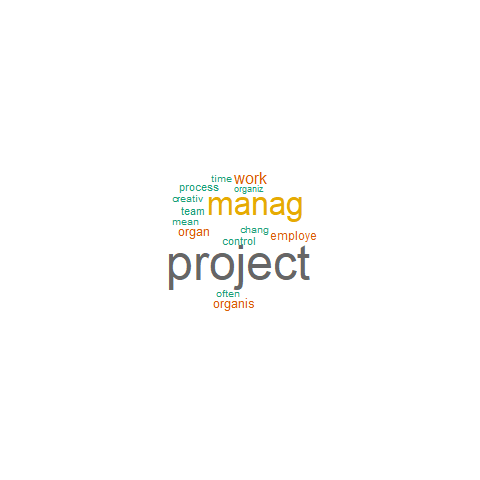 time work
process organiz
creativ manag
team
mean
organ chang employe
control
project
often
organis